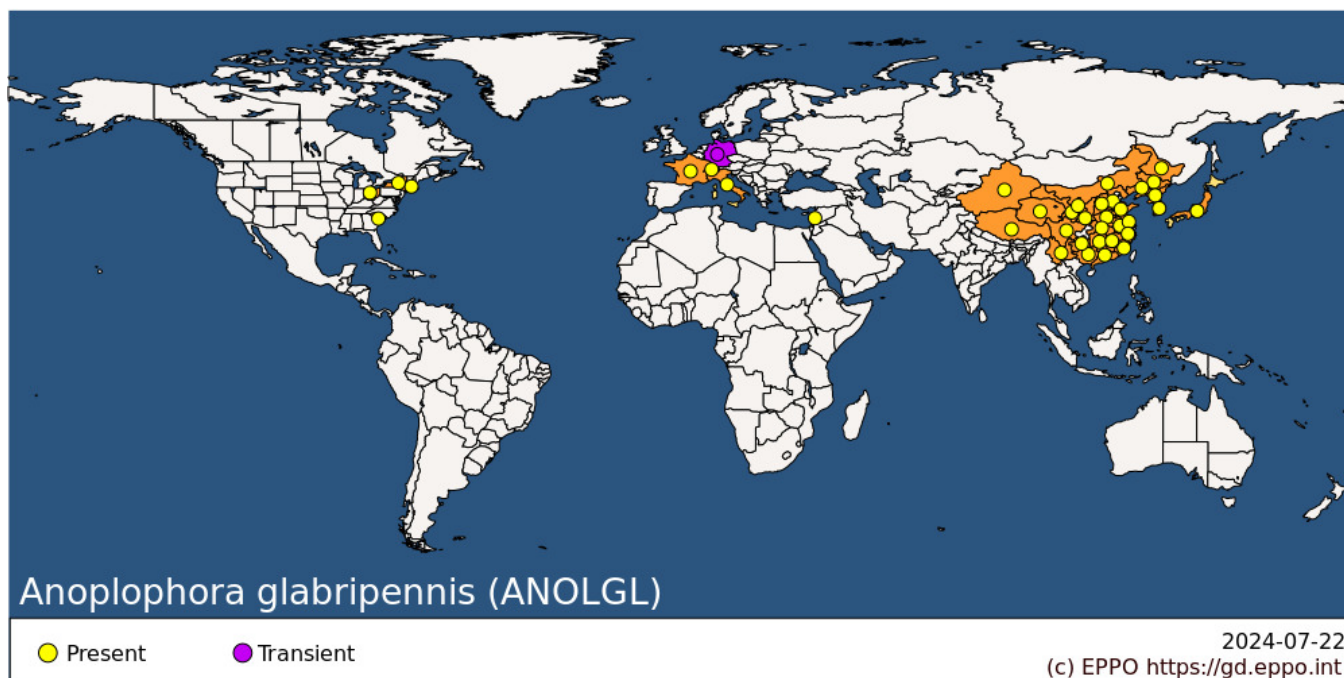 Anoplophora glabripennis (ANOLGL)
Present
Transient
2024-07-22
(c) EPPO https://gd.eppo.int